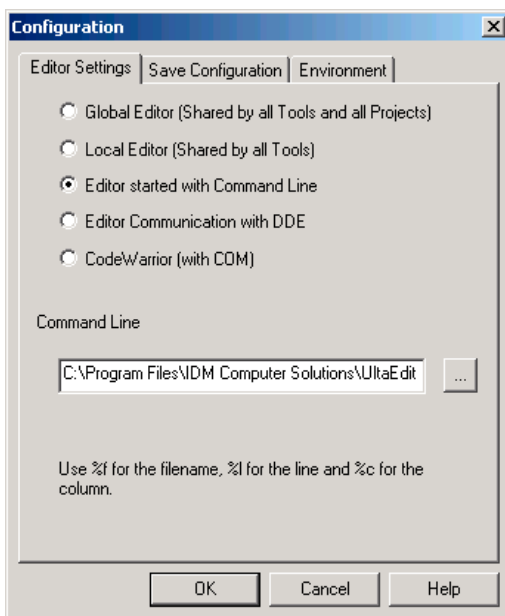 Configuration
Editor Settings Save Configuration Environment
Global Editor (Shared by all Tools and all Projects)
Local Editor (Shared by all Tools)
Editor started with Command Line
Editor Communication with DDE
CodeWarrior (with COM)
Command Line
C:\Program Files\IDM Computer Solutions\UltaEdit ...
Use %f for the filename, %l for the line and %c for the
column.
OK Cancel Help